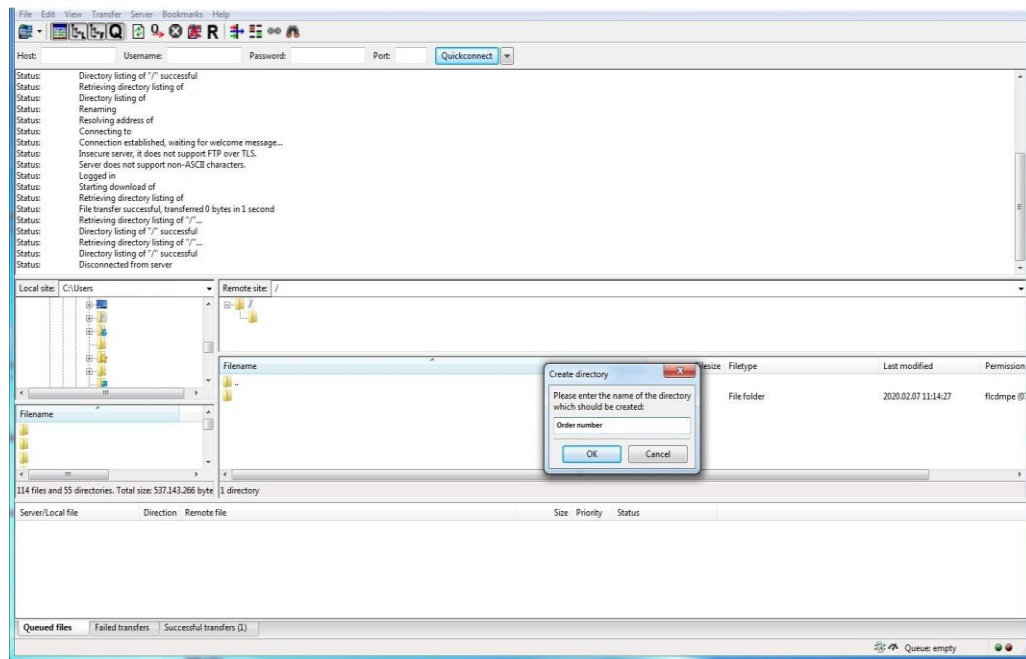 File Edit View Transfer Server Bookmarks Help
R
Host: Username: Password: Port: Quickconnect
Status: Directory listing of "/" successful
Status: Retrieving directory listing of
Status: Directory listing of
Status: Renaming
Status: Resolving address of
Status: Connecting to
Status: Connection established, waiting for welcome message...
Status: Insecure server, it does not support FTP over TLS.
Status: Server does not support non-ASCII characters.
Status: Logged in
Status: Starting download of
Status: Retrieving directory listing of
Status: File transfer successful, transferred 0 bytes in 1 second
Status: Retrieving directory listing of "/"...
Status: Directory listing of "/" successful
Status: Retrieving directory listing of "/"...
Status: Directory listing of "/" successful
Status: Disconnected from server
Local site: C:\Users Remote site: /
/
Filename Filesize Filetype Last modified Permission
..
File folder 2020.02.07 11:14:27 flcdmpe (07
Create directory
Please enter the name of the directory
which should be created:
Order number
OK Cancel
Filename
114 files and 55 directories. Total size: 537.143.266 byte 1 directory
Server/Local file Direction Remote file Size Priority Status
Queued files Failed transfers Successful transfers (1)
Queue: empty